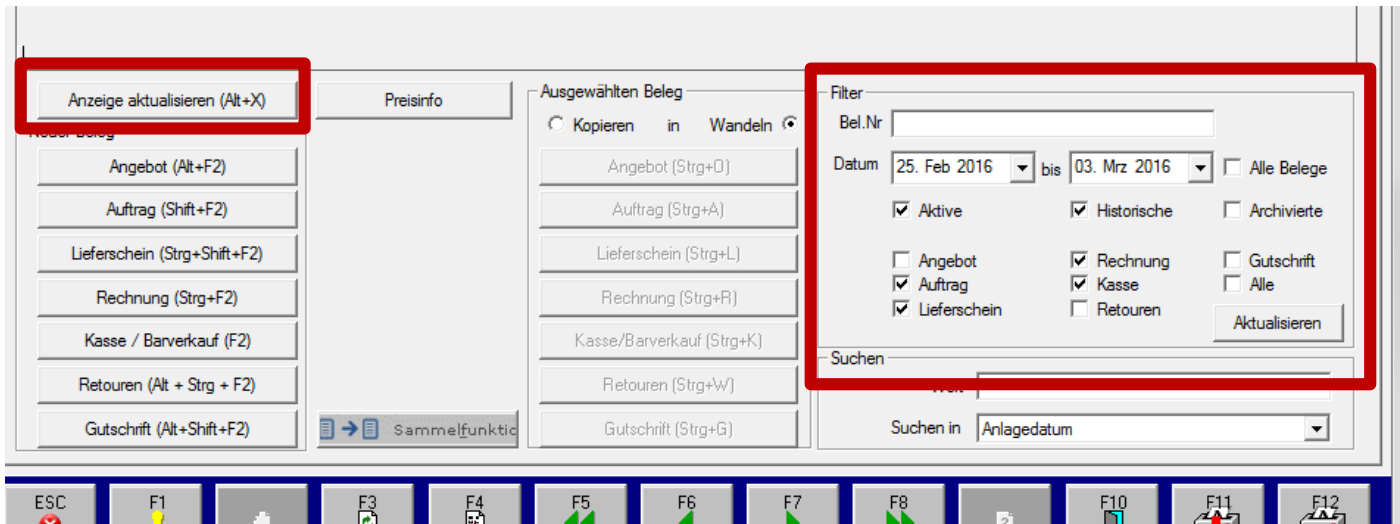 Anzeige aktualisieren (Alt+X)
Preisinfo
Neuer Beleg
Angebot (Alt+F2)
Auftrag (Shift+F2)
Lieferschein (Strg+Shift+F2)
Rechnung (Strg+F2)
Kasse / Barverkauf (F2)
Retouren (Alt + Strg + F2)
Gutschrift (Alt+Shift+F2)
Sammelfunktic
Ausgewählten Beleg
Kopieren in Wandeln
Angebot (Strg+O)
Auftrag (Strg+A)
Lieferschein (Strg+L)
Rechnung (Strg+R)
Kasse/Barverkauf (Strg+K)
Retouren (Strg+W)
Gutschrift (Strg+G)
Filter
Bel.Nr
Datum 25. Feb 2016 bis 03. Mrz 2016 Alle Belege
Aktive Historische Archivierte
Angebot Rechnung Gutschrift
Auftrag Kasse Alle
Lieferschein Retouren
Aktualisieren
Suchen
Wert
Suchen in Anlagedatum
ESC F1 F3 F4 F5 F6 F7 F8 F10 F11 F12